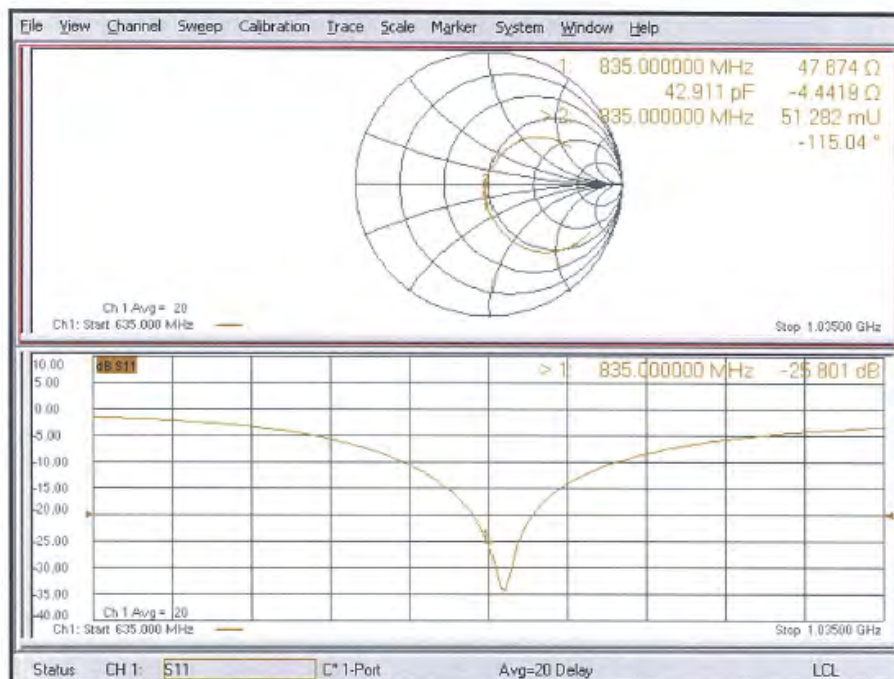 File View Channel Sweep Calibration Trace Scale Marker System Window Help
1: 835.000000 MHz 47.674 Ω
42.911 pF -4.4419 Ω
> 2: 835.000000 MHz 51.282 mU
-115.04 °
Ch 1 Avg = 20
Ch1: Start 635.000 MHz Stop 1.03500 GHz
10.00 dB S11 > 1: 835.000000 MHz -25.801 dB
5.00
0.00
-5.00
-10.00
-15.00
-20.00
-25.00
-30.00
-35.00
-40.00
Ch 1 Avg = 20
Ch1: Start 635.000 MHz Stop 1.03500 GHz
Status CH 1: S11 C* 1-Port Avg=20 Delay LCL